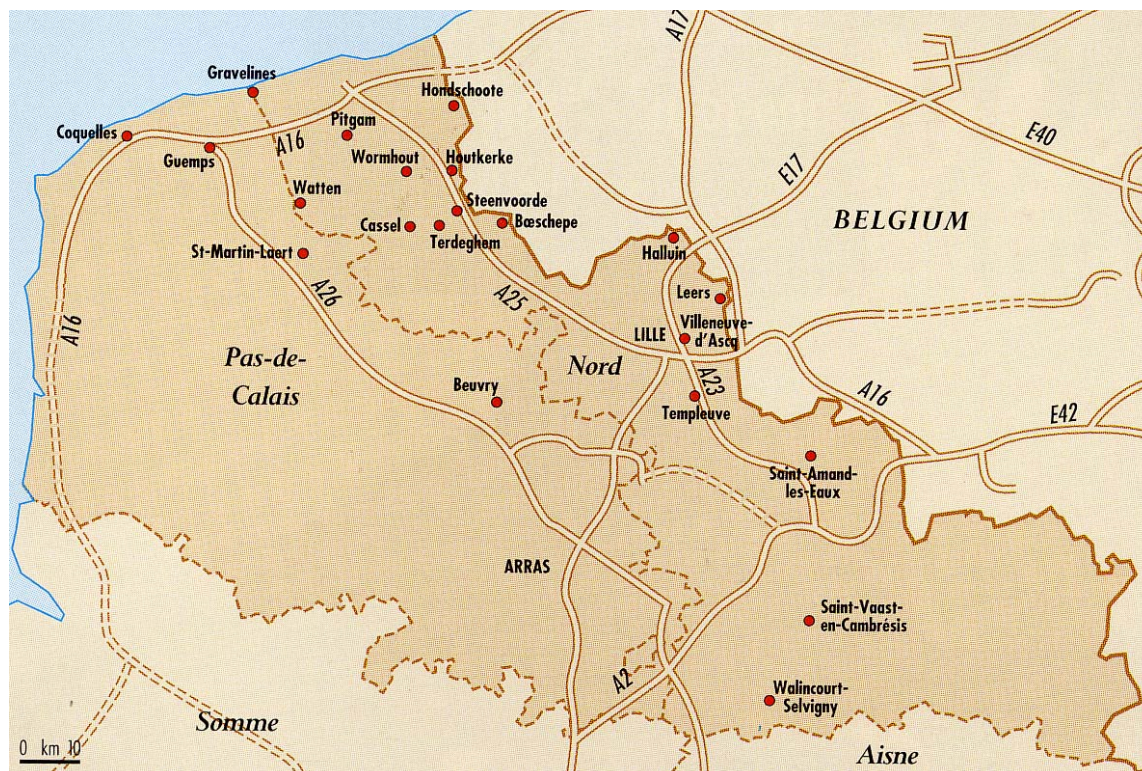 A17
Gravelines
Hondschoote
Coquelles
Pitgam
A16
E40
Guemps
Wormhout
Houtkerke
E17
Watten
Steenvoorde
Cassel
Bœschepe
BELGIUM
Terdeghem
St-Martin-Laert
Halluin
A26
A25
Leers
A16
LILLE
Villeneuve-
d'Ascq
Pas-de-
Calais
Nord
Beuvry
A23
Templeuve
A16
E42
Saint-Amand-
les-Eaux
ARRAS
Saint-Vaast-
en-Cambrésis
A2
Walincourt-
Selvigny
Somme
Aisne
0 km 10